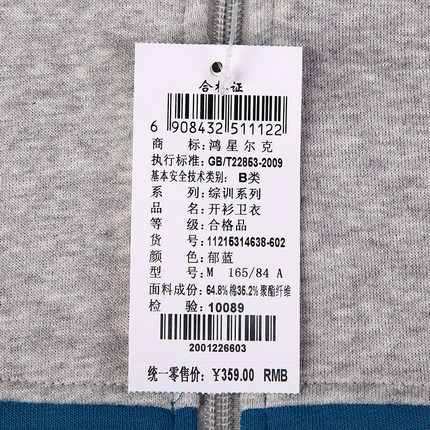 合格证
6 908432 511122
商 标: 鸿星尔克
执行标准: GB/T22853-2009
基本安全技术类别: B类
系 列: 综训系列
品 名: 开衫卫衣
等 级: 合格品
货 号: 11215314638-602
颜 色: 郁蓝
型 号: M 165/84 A
面料成份: 64.8%棉35.2%聚酯纤维
检 验: 10089
2001226603
统一零售价: ¥359.00 RMB